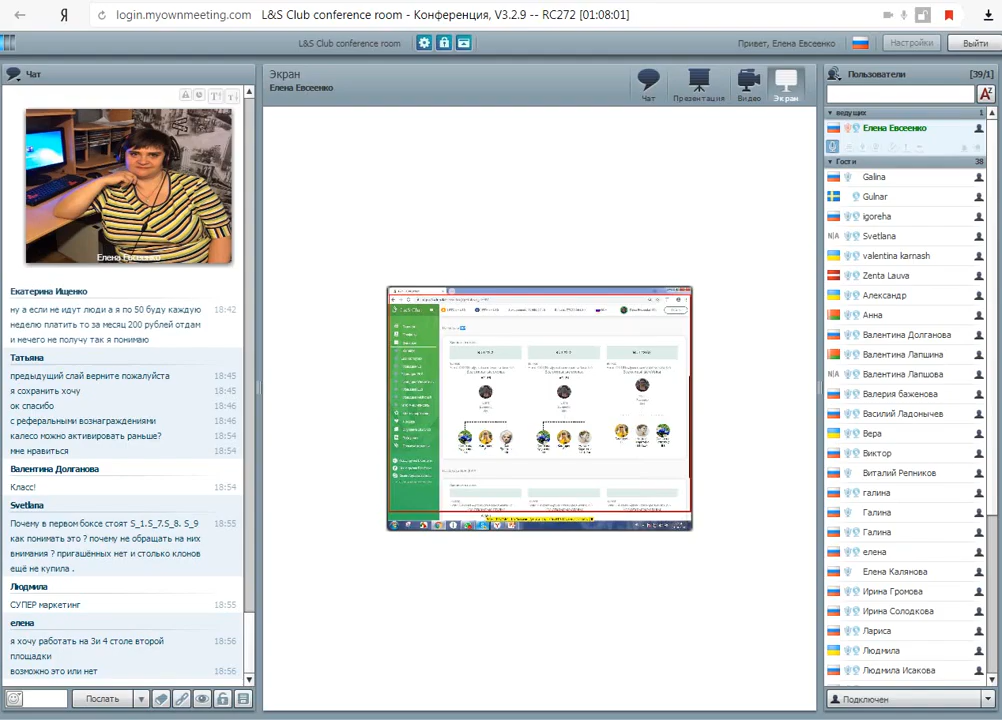 Я
login.myownmeeting.com L&S Club conference room - Конференция, V.3.2.9 -- RC272 [01:08:01]
L&S Club conference room
Привет, Елена Евсеенко
Настройки
Выйти
Чат
Елена Евсеенко
Екатерина Ищенко
ну а если не идут люди а я по 50 буду каждую 18:42
неделю платить то за месяц 200 рублей отдам
и нечего не получу так я понимаю
Татьяна
предыдущий слай верните пожалуйста 18:45
я сохранить хочу 18:45
ок спасибо 18:46
с реферальными вознаграждениями 18:46
калесо можно активировать раньше? 18:54
мне нравиться 18:54
Валентина Долганова
Класс! 18:54
Svetlana
Почему в первом боксе стоят S_1.S_7.S_8. S_9 18:55
как понимать это ? почему не обращать на них
внимания ? пригашённых нет и столько клонов
ещё не купила .
Людмила
СУПЕР маркетинг 18:55
елена
я хочу работать на 3и 4 столе второй 18:56
площадки
возможно это или нет 18:56
Послать
Экран
Елена Евсеенко
Чат
Презентация
Видео
Экран
L&S Club
Пользователи [39/1]
ведущих 1
Елена Евсеенко
Гости 38
Galina
Gulnar
igoreha
N/A Svetlana
valentina karnash
Zenta Lauva
Александр
Анна
Валентина Долганова
Валентина Лапшина
N/A Валентина Лапшова
Валерия баженова
Василий Ладонычев
Вера
Виктор
Виталий Репников
галина
Галина
Галина
елена
Елена Калянова
Ирина Громова
Ирина Солодкова
Лариса
Людмила
Людмила Исакова
Подключен